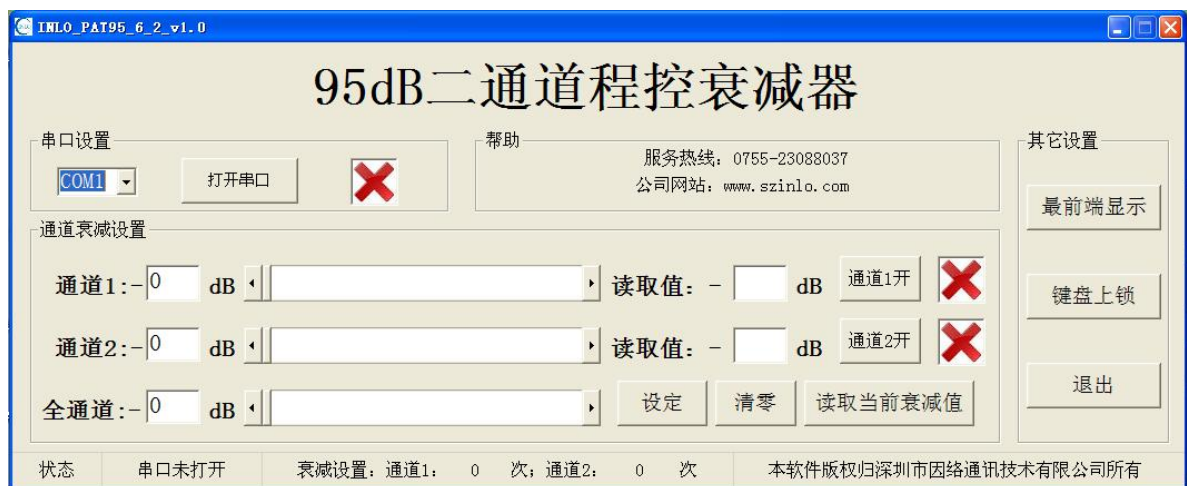 INLO_PAT95_6_2_v1.0
95dB二通道程控衰减器
串口设置
COM1 打开串口
帮助
服务热线: 0755-23088037
公司网站: www.szinlo.com
其它设置
最前端显示
键盘上锁
退出
通道衰减设置
通道1:-0 dB 读取值: - dB 通道1开
通道2:-0 dB 读取值: - dB 通道2开
全通道:-0 dB 设定 清零 读取当前衰减值
状态 串口未打开 衰减设置: 通道1: 0 次; 通道2: 0 次 本软件版权归深圳市因络通讯技术有限公司所有